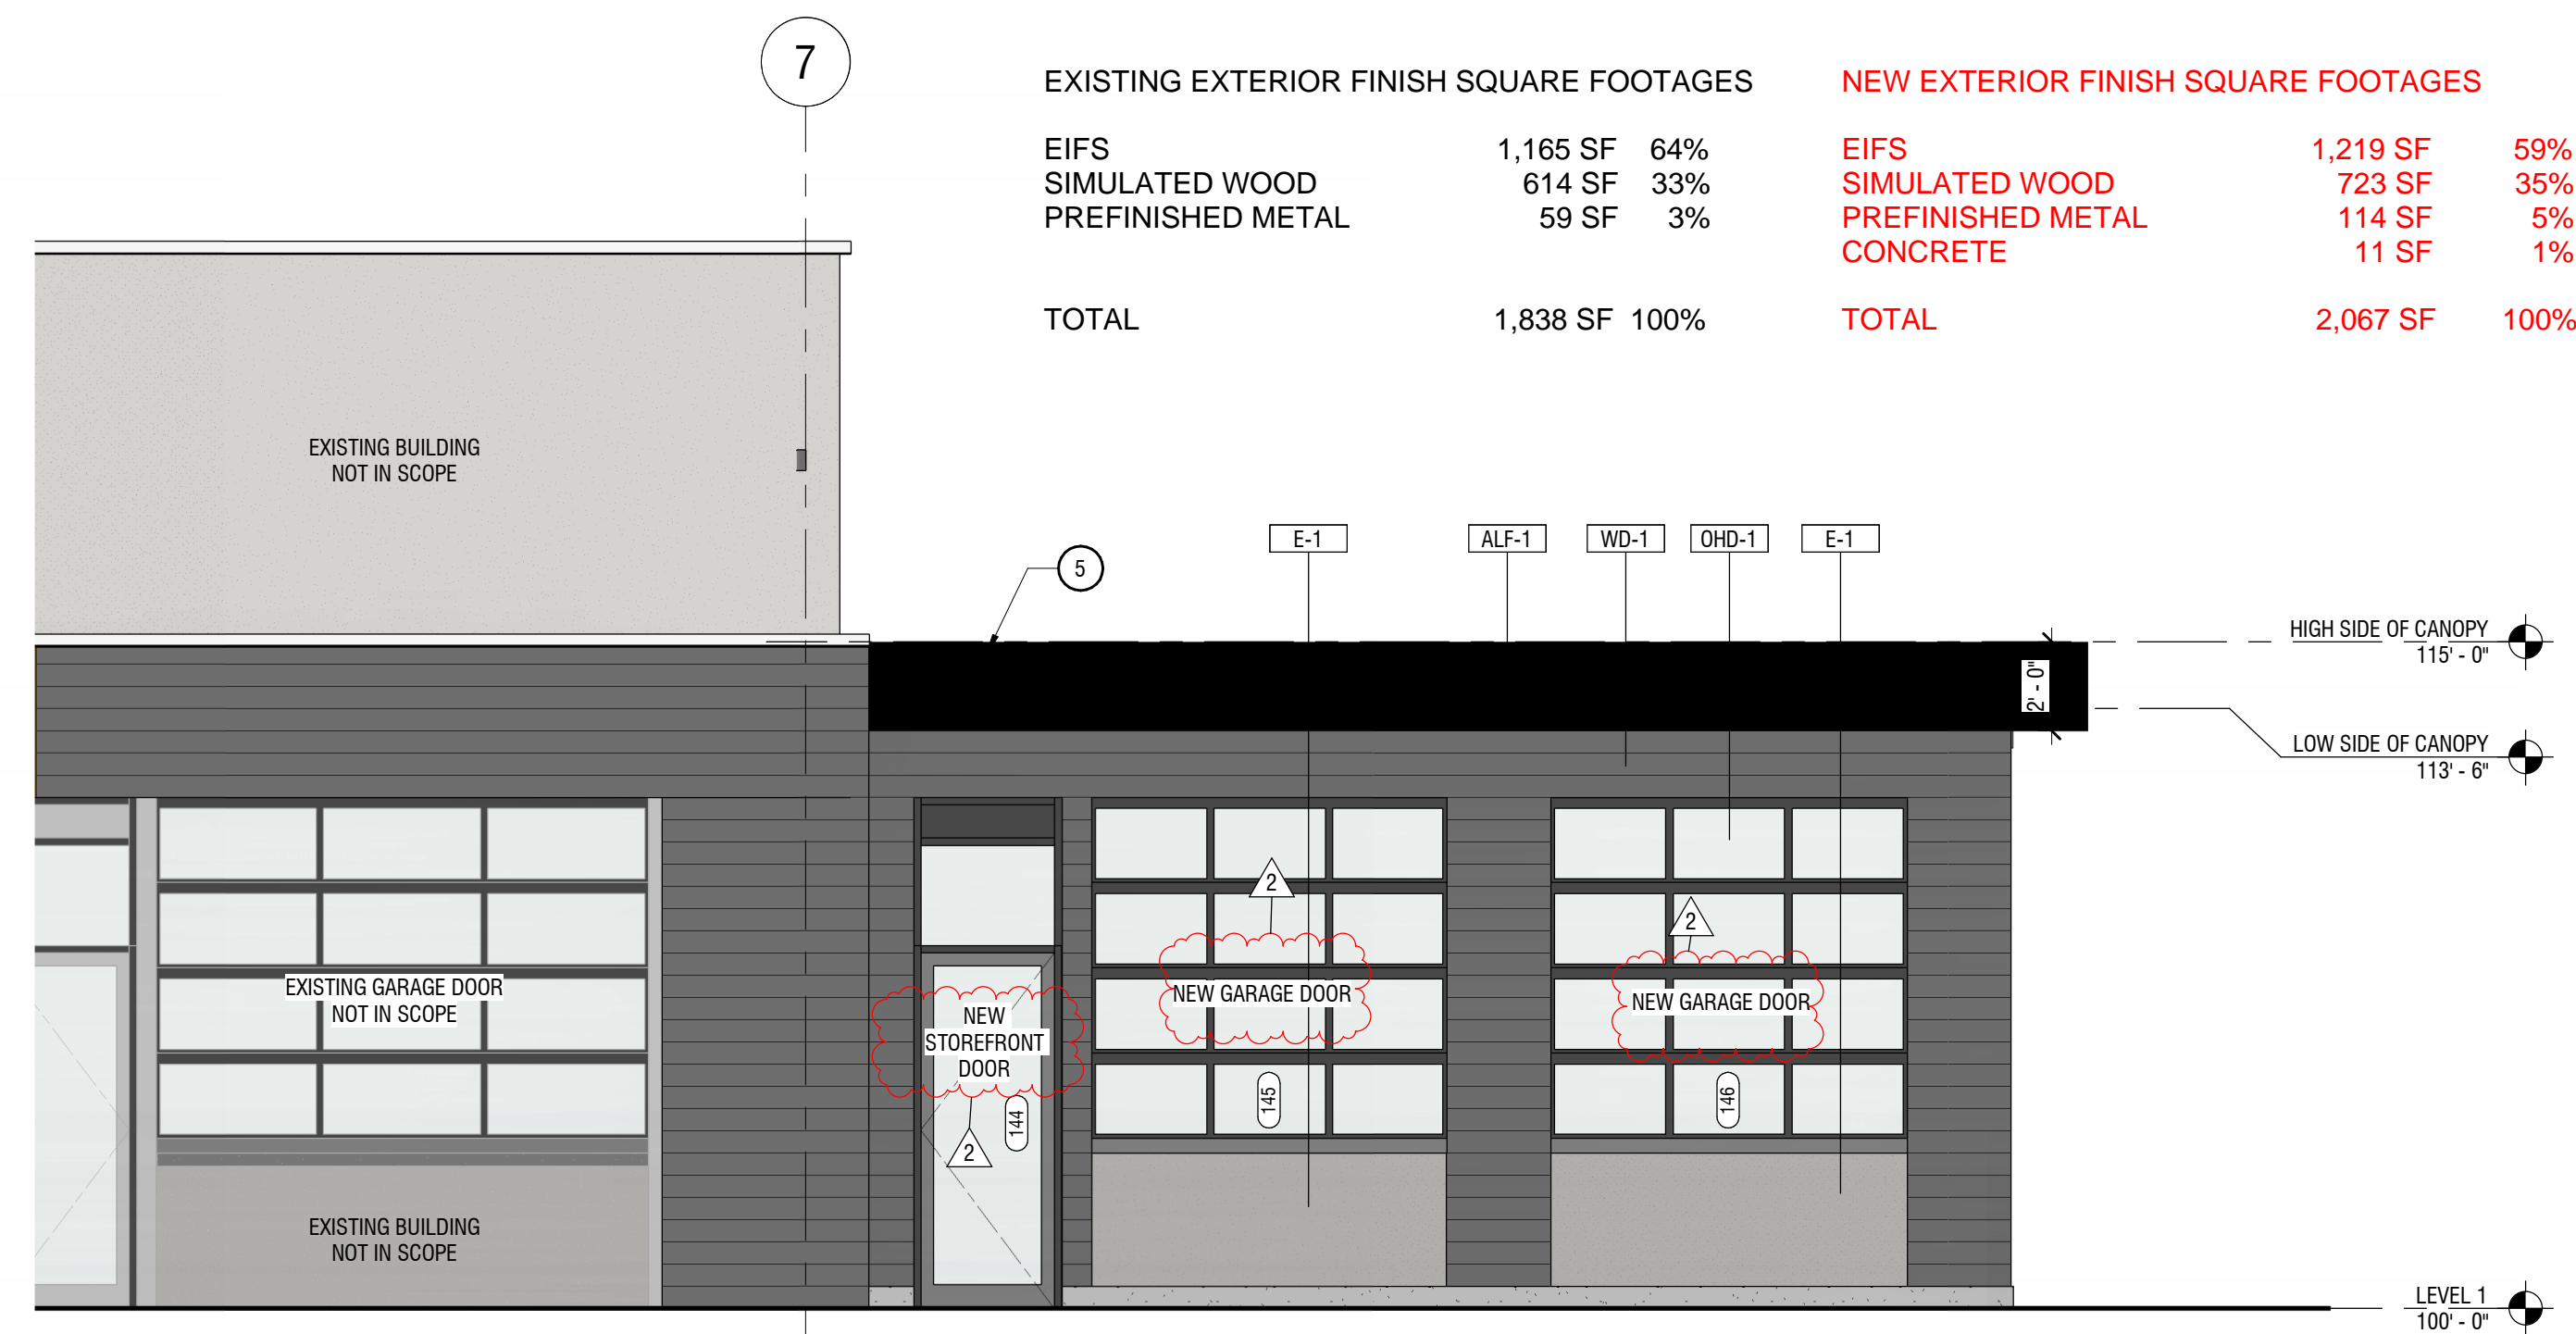 7
EXISTING EXTERIOR FINISH SQUARE FOOTAGES
EIFS 1,165 SF 64%
SIMULATED WOOD 614 SF 33%
PREFINISHED METAL 59 SF 3%
TOTAL 1,838 SF 100%
NEW EXTERIOR FINISH SQUARE FOOTAGES
EIFS 1,219 SF 59%
SIMULATED WOOD 723 SF 35%
PREFINISHED METAL 114 SF 5%
CONCRETE 11 SF 1%
TOTAL 2,067 SF 100%
EXISTING BUILDING
NOT IN SCOPE
5
E-1
ALF-1
WD-1
OHD-1
E-1
HIGH SIDE OF CANOPY
115' - 0"
2' - 0"
LOW SIDE OF CANOPY
113' - 6"
2
2
EXISTING GARAGE DOOR
NOT IN SCOPE
NEW
STOREFRONT
DOOR
NEW GARAGE DOOR
NEW GARAGE DOOR
144
145
146
2
EXISTING BUILDING
NOT IN SCOPE
LEVEL 1
100' - 0"